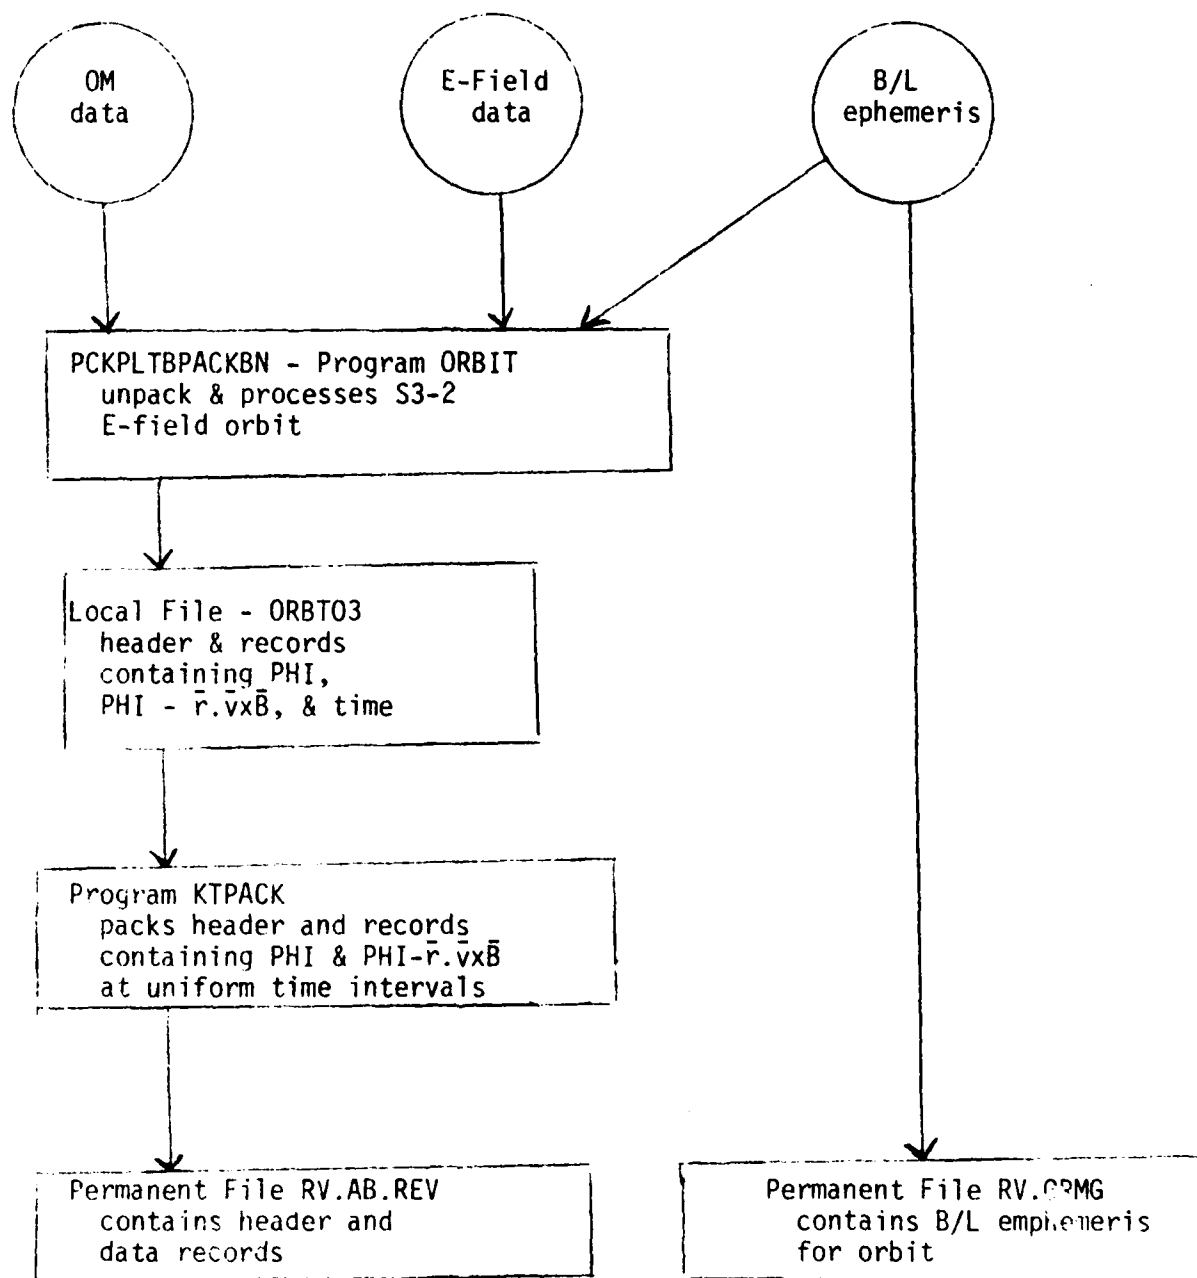 OM
data
E-Field
data
B/L
ephemeris
PCKPLTBPACKBN - Program ORBIT
unpack & processes S3-2
E-field orbit
Local File - ORBTO3
header & records
containing PHI,
PHI - r̄.v̄xB̄, & time
Program KTPACK
packs header and records
containing PHI & PHI-r̄.v̄xB̄
at uniform time intervals
Permanent File RV.AB.REV
contains header and
data records
Permanent File
contains B/L emphemeris
for orbit